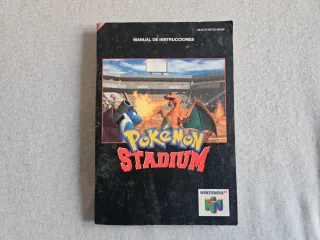 MANUAL DE INSTRUCCIONES
POKéMON
STADIUM
NINTENDO 64